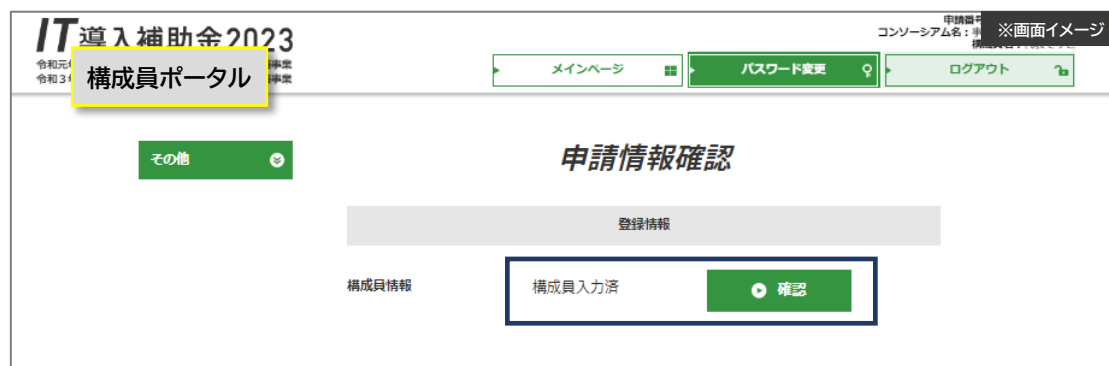 IT導入補助金2023
申請番号
コンソーシアム名：
※画面イメージ
令和元
事業
令和3
事業
構成員ポータル
メインページ
パスワード変更
ログアウト
その他
申請情報確認
登録情報
構成員情報
構成員入力済
確認